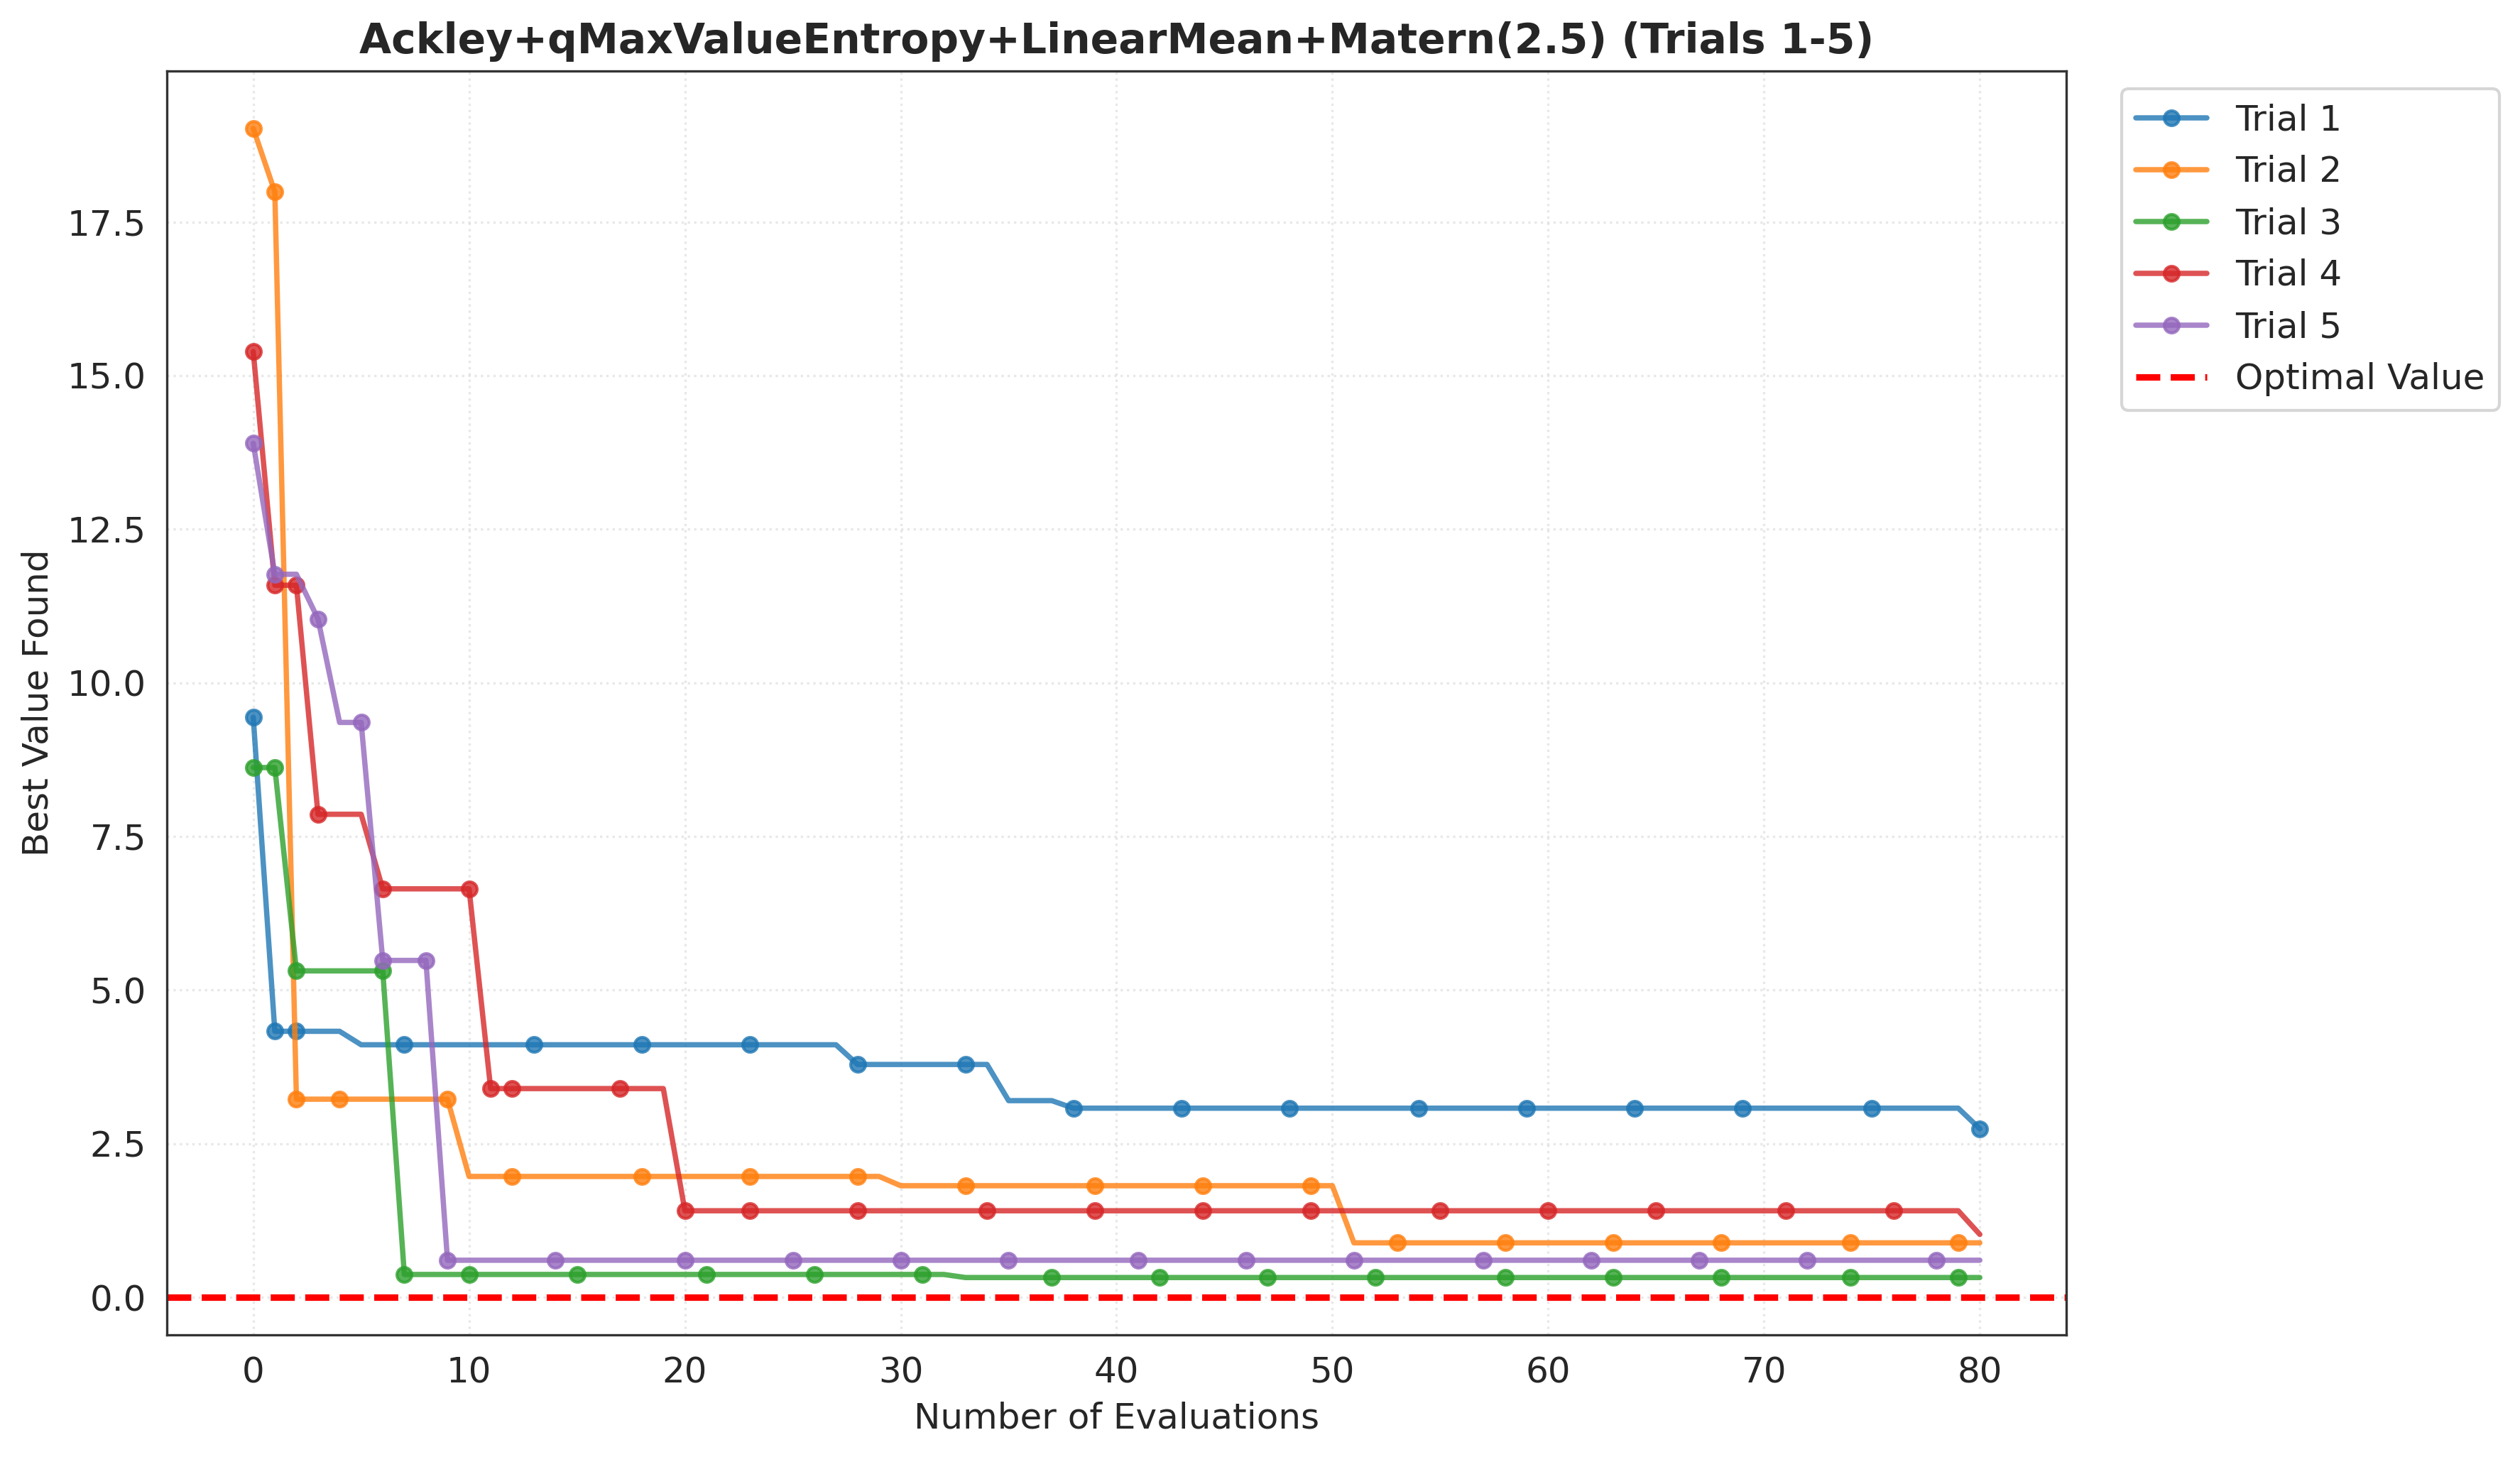 Ackley+qMaxValueEntropy+LinearMean+Matern(2.5) (Trials 1-5)
Trial 1
Trial 2
Trial 3
Trial 4
Trial 5
Optimal Value
Best Value Found
17.5
15.0
12.5
10.0
7.5
5.0
2.5
0.0
0 10 20 30 40 50 60 70 80
Number of Evaluations